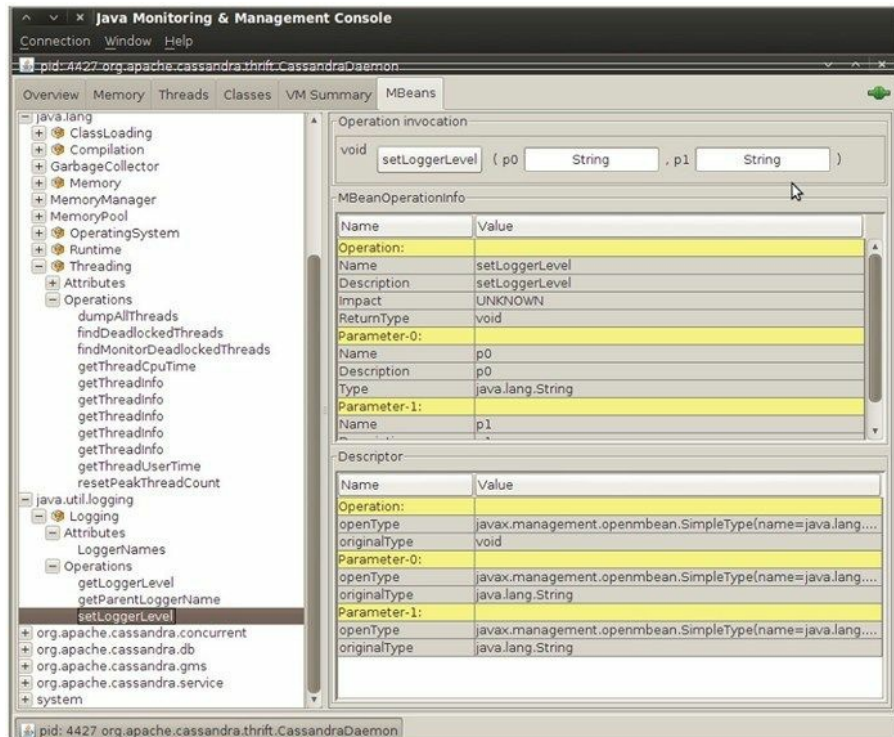 Java Monitoring & Management Console
Connection Window Help
pid: 4427 org.apache.cassandra.thrift.CassandraDaemon
Overview Memory Threads Classes VM Summary MBeans
java.lang
ClassLoading
Compilation
GarbageCollector
Memory
MemoryManager
MemoryPool
OperatingSystem
Runtime
Threading
Attributes
Operations
dumpAllThreads
findDeadlockedThreads
findMonitorDeadlockedThreads
getThreadCpuTime
getThreadInfo
getThreadInfo
getThreadInfo
getThreadInfo
getThreadInfo
getThreadUserTime
resetPeakThreadCount
java.util.logging
Logging
Attributes
LoggerNames
Operations
getLoggerLevel
getParentLoggerName
setLoggerLevel
org.apache.cassandra.concurrent
org.apache.cassandra.db
org.apache.cassandra.gms
org.apache.cassandra.service
system
Operation invocation
void setLoggerLevel ( p0 String , p1 String )
MBeanOperationInfo
Name Value
Operation:
Name setLoggerLevel
Description setLoggerLevel
Impact UNKNOWN
ReturnType void
Parameter-0:
Name p0
Description p0
Type java.lang.String
Parameter-1:
Name p1
Descriptor
Name Value
Operation:
openType javax.management.openmbean.SimpleType(name=java.lang....
originalType void
Parameter-0:
openType javax.management.openmbean.SimpleType(name=java.lang....
originalType java.lang.String
Parameter-1:
openType javax.management.openmbean.SimpleType(name=java.lang....
originalType java.lang.String
pid: 4427 org.apache.cassandra.thrift.CassandraDaemon